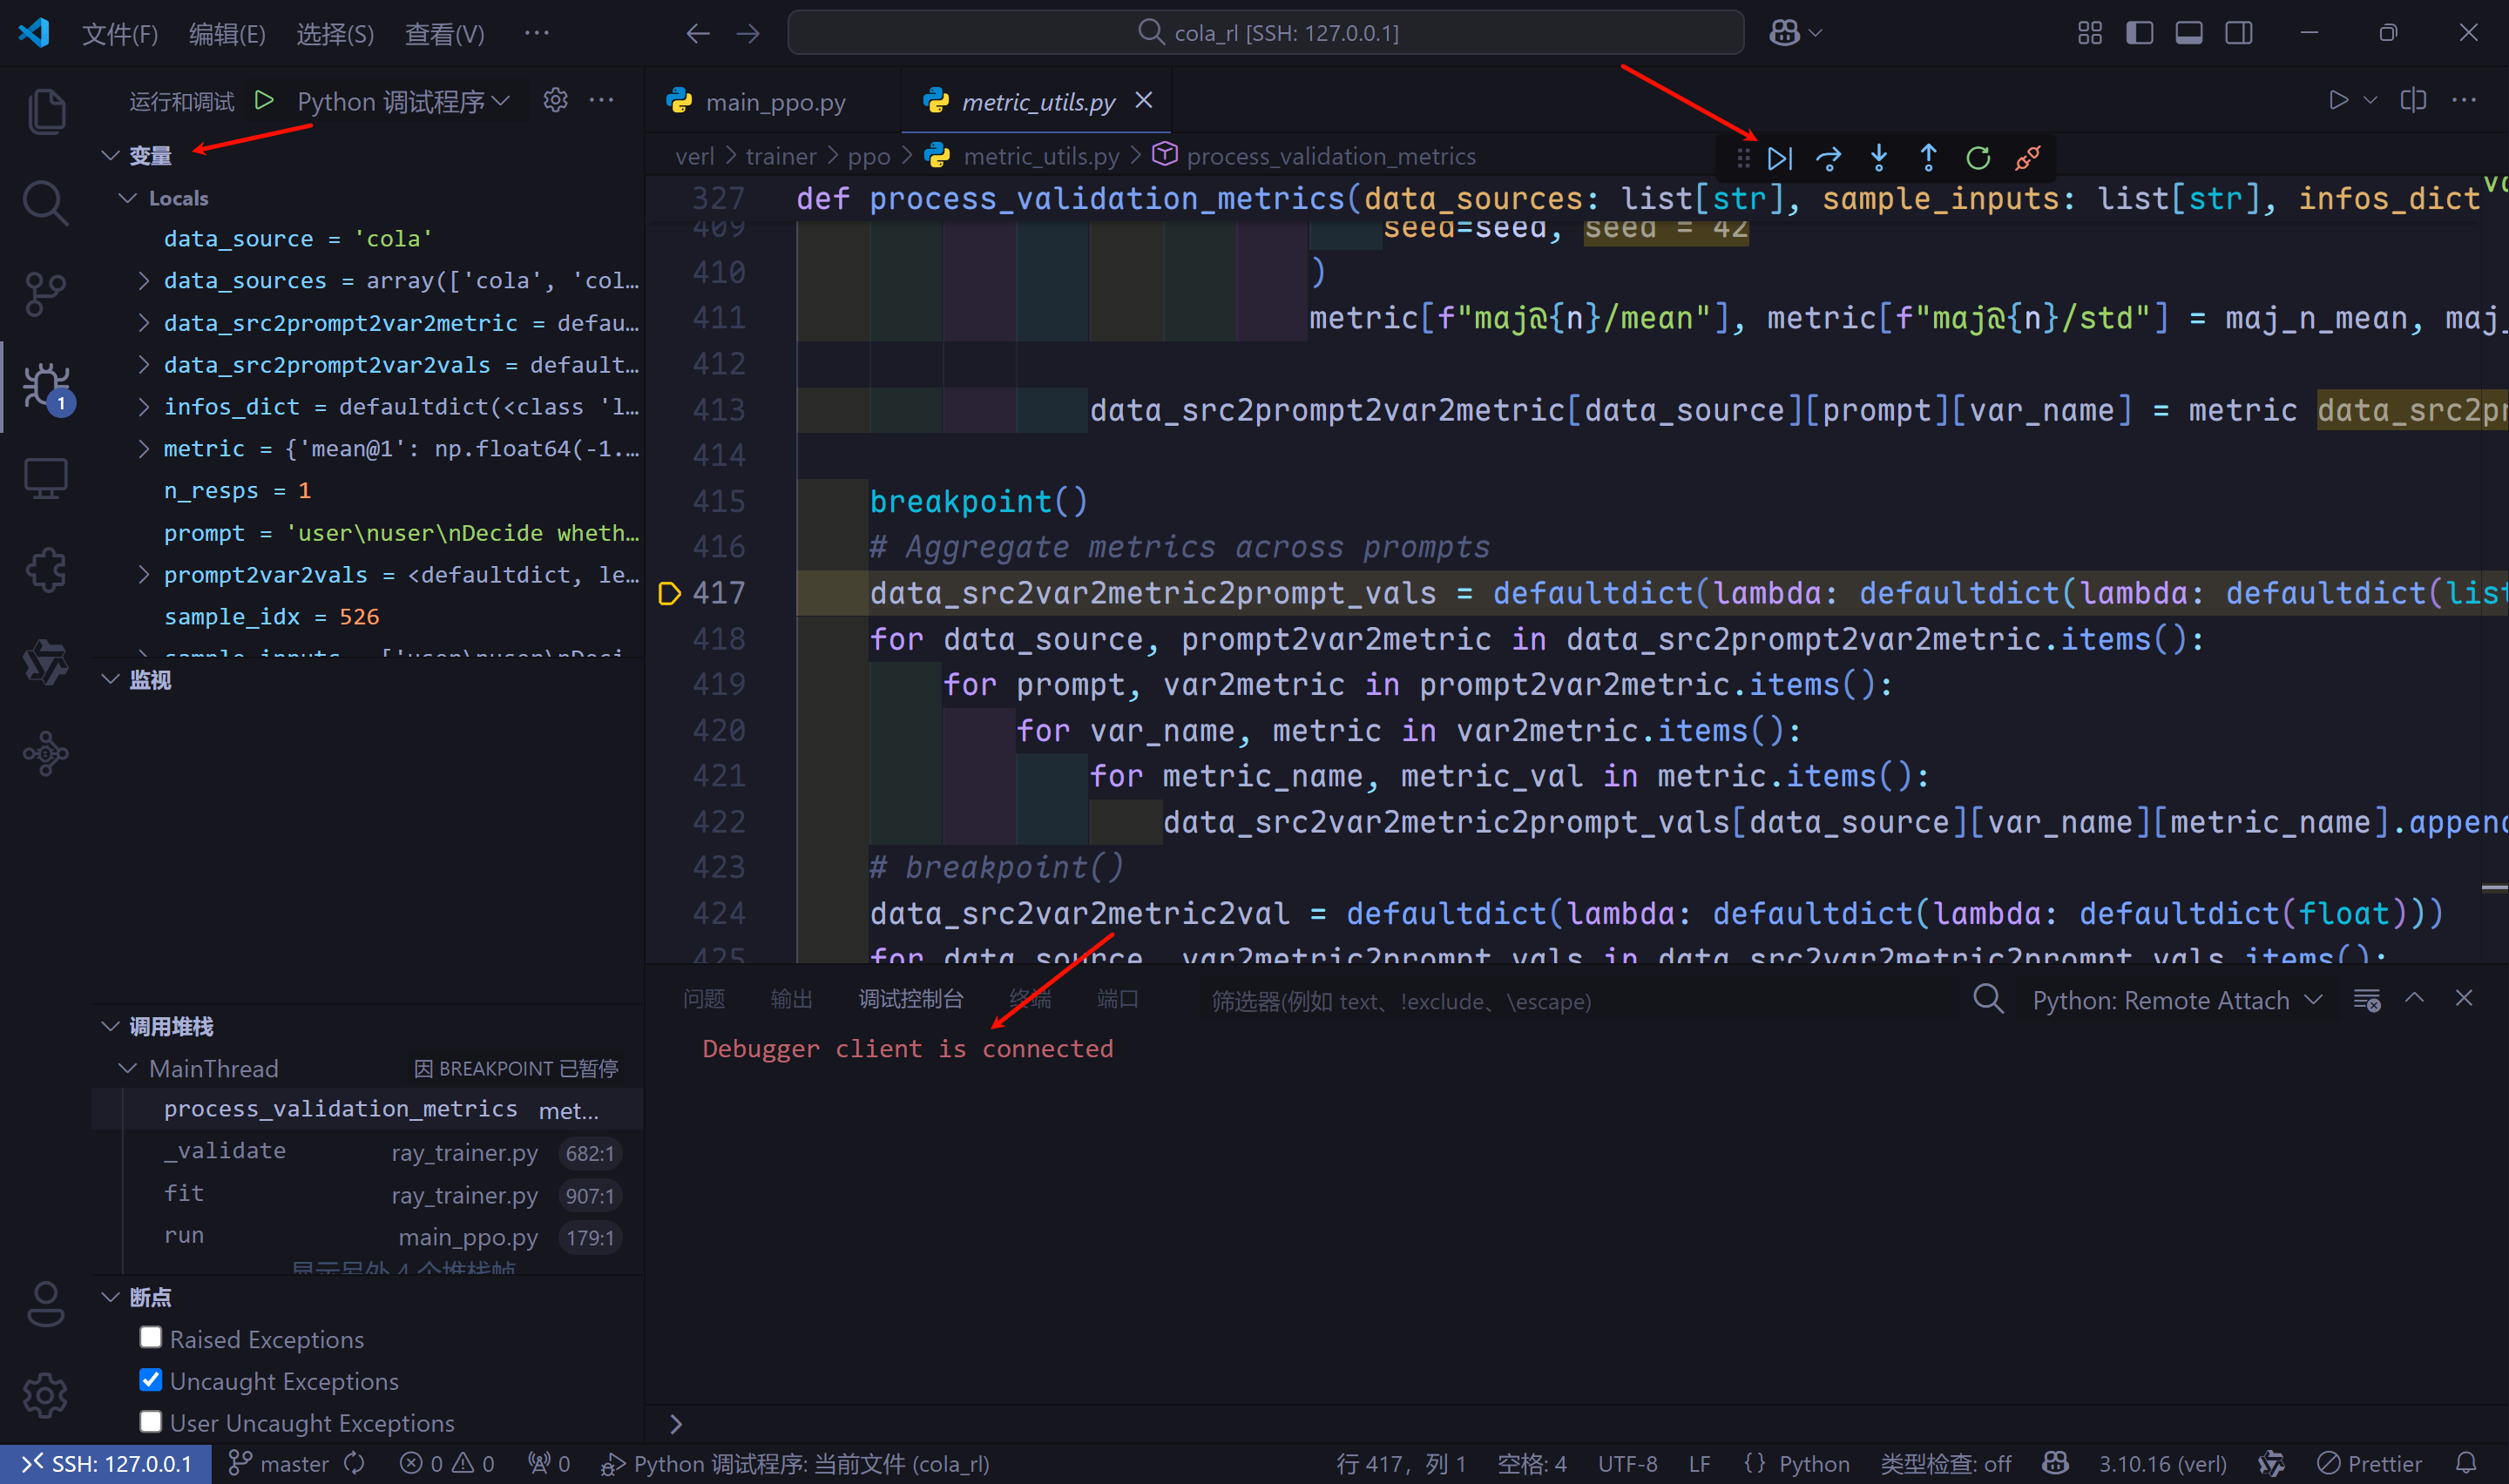 文件(F) 编辑(E) 选择(S) 查看(V) ··· cola_rl [SSH: 127.0.0.1]
运行和调试 Python 调试程序 ···
变量
Locals
data_source = 'cola'
data_sources = array(['cola', 'col…
data_src2prompt2var2metric = defau…
data_src2prompt2var2vals = default…
infos_dict = defaultdict(<class 'l…
metric = {'mean@1': np.float64(-1.…
n_resps = 1
prompt = 'user\nuser\nDecide wheth…
prompt2var2vals = <defaultdict, le…
sample_idx = 526
sample_inputs = ['user\nuser\nDeci…
监视
调用堆栈
MainThread 因 BREAKPOINT 已暂停
process_validation_metrics met...
_validate ray_trainer.py 682:1
fit ray_trainer.py 907:1
run main_ppo.py 179:1
显示另外 4 个堆栈帧
断点
Raised Exceptions
Uncaught Exceptions
User Uncaught Exceptions
1
main_ppo.py metric_utils.py
verl > trainer > ppo > metric_utils.py > process_validation_metrics
327 def process_validation_metrics(data_sources: list[str], sample_inputs: list[str], infos_dict
409 seed=seed, seed = 42
410 )
411 metric[f"maj@{n}/mean"], metric[f"maj@{n}/std"] = maj_n_mean, maj_
412
413 data_src2prompt2var2metric[data_source][prompt][var_name] = metric data_src2pr
414
415 breakpoint()
416 # Aggregate metrics across prompts
417 data_src2var2metric2prompt_vals = defaultdict(lambda: defaultdict(lambda: defaultdict(list
418 for data_source, prompt2var2metric in data_src2prompt2var2metric.items():
419 for prompt, var2metric in prompt2var2metric.items():
420 for var_name, metric in var2metric.items():
421 for metric_name, metric_val in metric.items():
422 data_src2var2metric2prompt_vals[data_source][var_name][metric_name].append
423 # breakpoint()
424 data_src2var2metric2val = defaultdict(lambda: defaultdict(lambda: defaultdict(float)))
425 for data_source, var2metric2prompt_vals in data_src2var2metric2prompt_vals.items():
问题 输出 调试控制台 终端 端口 筛选器(例如 text、!exclude、\escape) Python: Remote Attach
Debugger client is connected
SSH: 127.0.0.1 master 0 0 0 Python 调试程序: 当前文件 (cola_rl) 行 417，列 1 空格: 4 UTF-8 LF {} Python 类型检查: off 3.10.16 (verl) Prettier